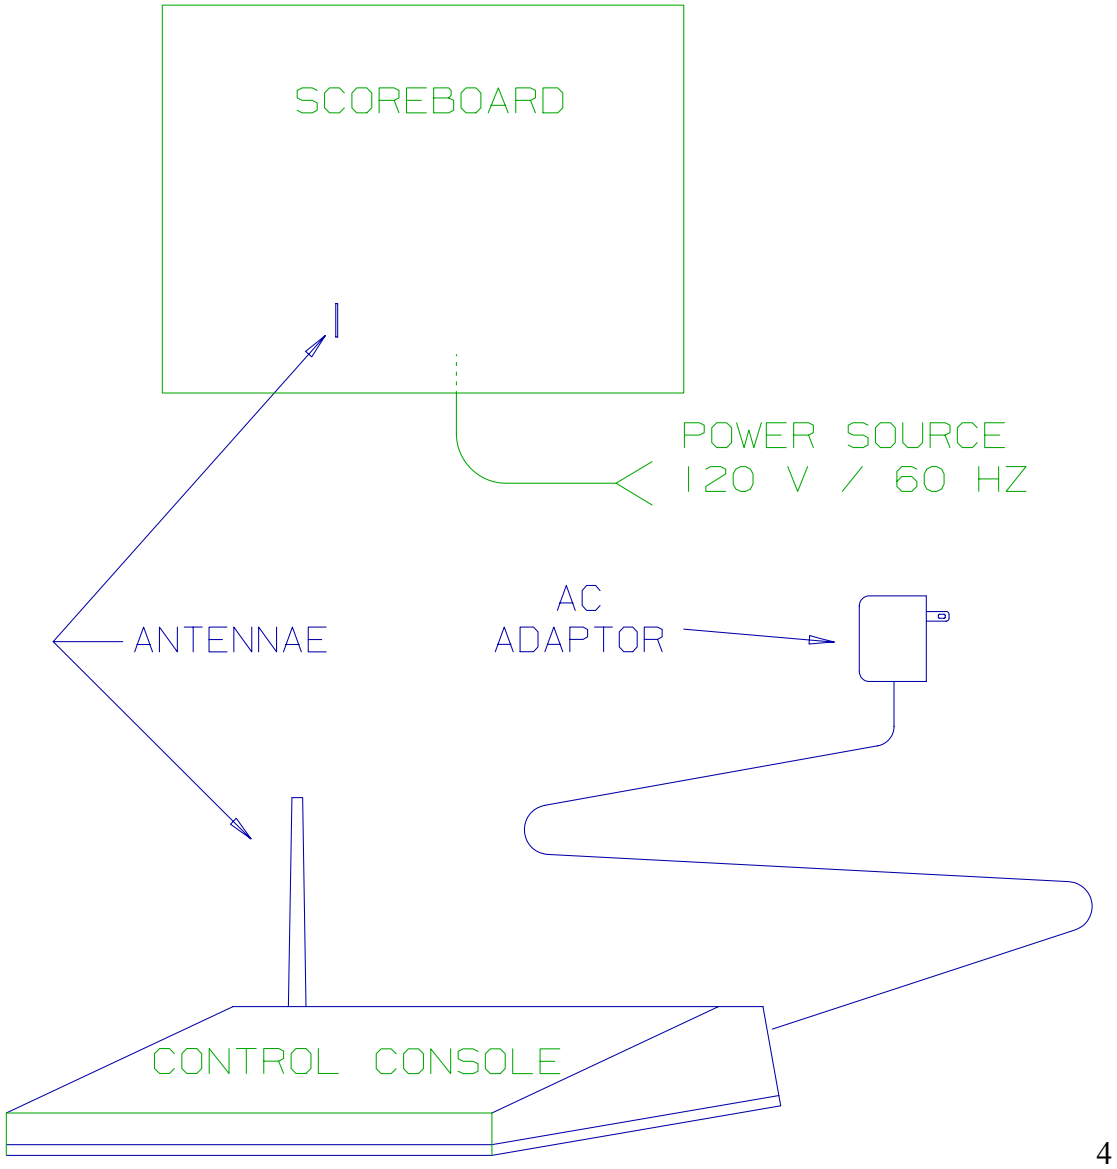 SCOREBOARD
POWER SOURCE
120 V / 60 HZ
AC
ADAPTOR
ANTENNAE
CONTROL CONSOLE
4